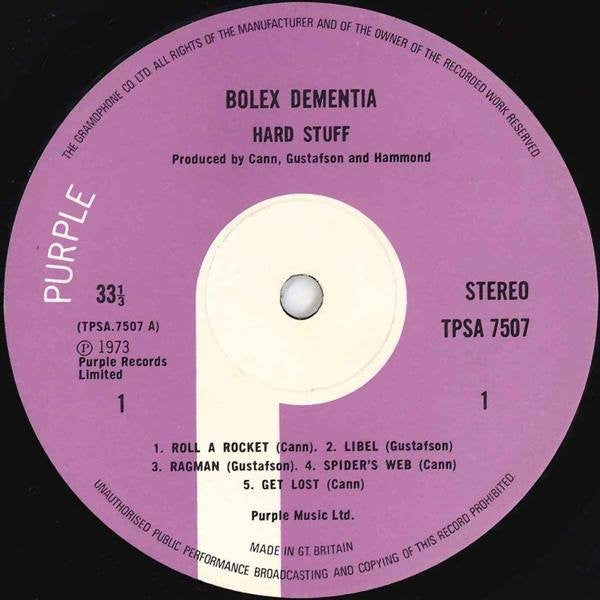 THE GRAMOPHONE CO. LTD. ALL RIGHTS OF THE MANUFACTURER AND OF THE OWNER OF THE RECORDED WORK RESERVED.
BOLEX DEMENTIA
HARD STUFF
Produced by Cann, Gustafson and Hammond
PURPLE
33⅓
STEREO
(TPSA.7507 A)
TPSA 7507
Ⓟ 1973
Purple Records
Limited
1
1
1. ROLL A ROCKET (Cann). 2. LIBEL (Gustafson)
3. RAGMAN (Gustafson). 4. SPIDER'S WEB (Cann)
5. GET LOST (Cann)
Purple Music Ltd.
MADE IN GT. BRITAIN
UNAUTHORISED PUBLIC PERFORMANCE BROADCASTING AND COPYING OF THIS RECORD PROHIBITED.